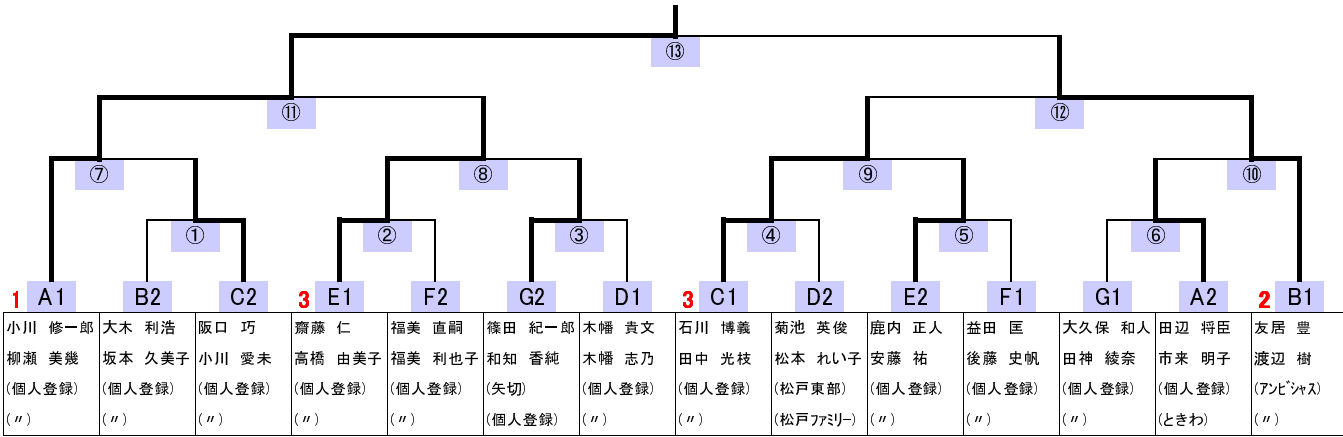 ⑬
⑪ ⑫
⑦ ⑧ ⑨ ⑩
① ② ③ ④ ⑤ ⑥
1 A1 B2 C2 3 E1 F2 G2 D1 3 C1 D2 E2 F1 G1 A2 2 B1
小川 修一郎 大木 利浩 阪口 巧 齋藤 仁 福美 直嗣 篠田 紀一郎 木幡 貴文 石川 博義 菊池 英俊 鹿内 正人 益田 匡 大久保 和人 田辺 将臣 友居 豊
柳瀬 美幾 坂本 久美子 小川 愛未 高橋 由美子 福美 利也子 和知 香純 木幡 志乃 田中 光枝 松本 れい子 安藤 祐 後藤 史帆 田神 綾奈 市来 明子 渡辺 樹
(個人登録) (個人登録) (個人登録) (個人登録) (個人登録) (矢切) (個人登録) (個人登録) (松戸東部) (個人登録) (個人登録) (個人登録) (個人登録) (アンビシャス)
(〃) (〃) (〃) (〃) (〃) (個人登録) (〃) (〃) (松戸ファミリー) (〃) (〃) (〃) (ときわ) (〃)